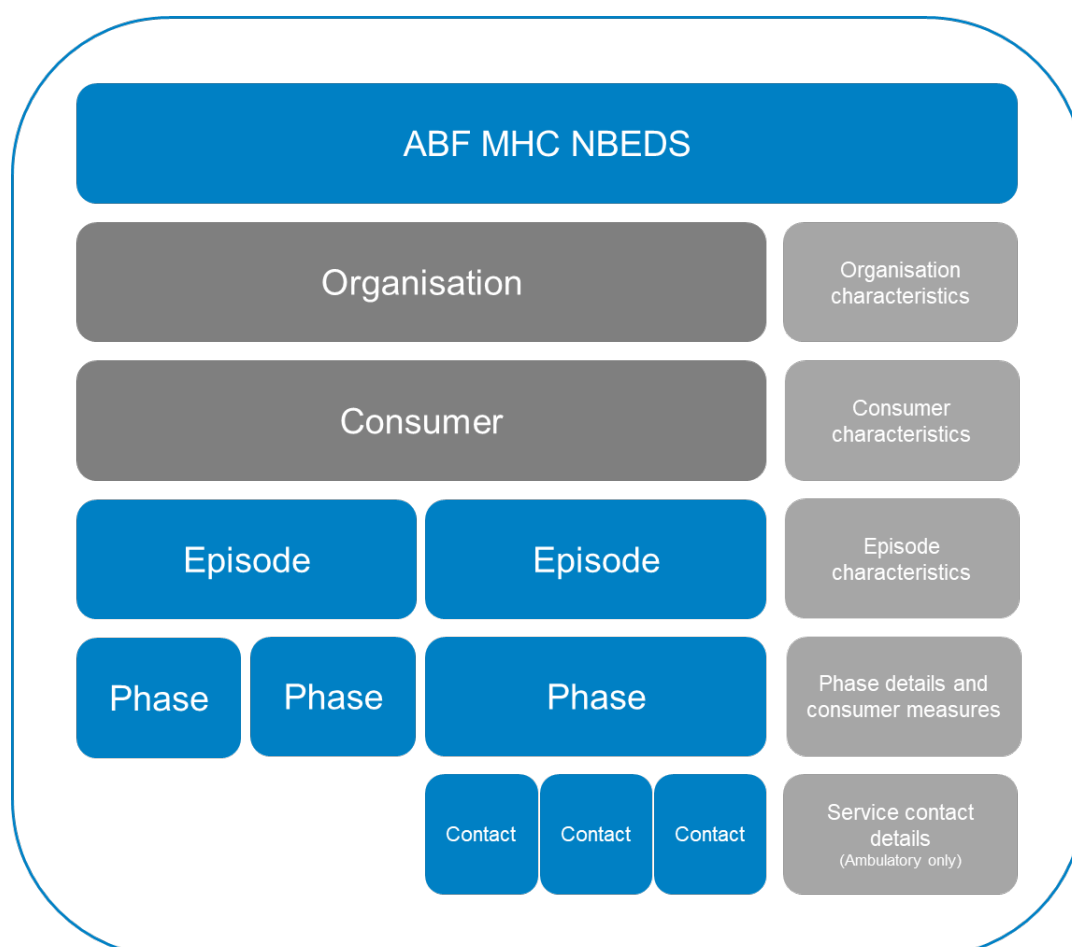 ABF MHC NBEDS
Organisation
Organisation
characteristics
Consumer
Consumer
characteristics
Episode
Episode
Episode
characteristics
Phase
Phase
Phase
Phase details and
consumer measures
Contact
Contact
Contact
Service contact
details
(Ambulatory only)